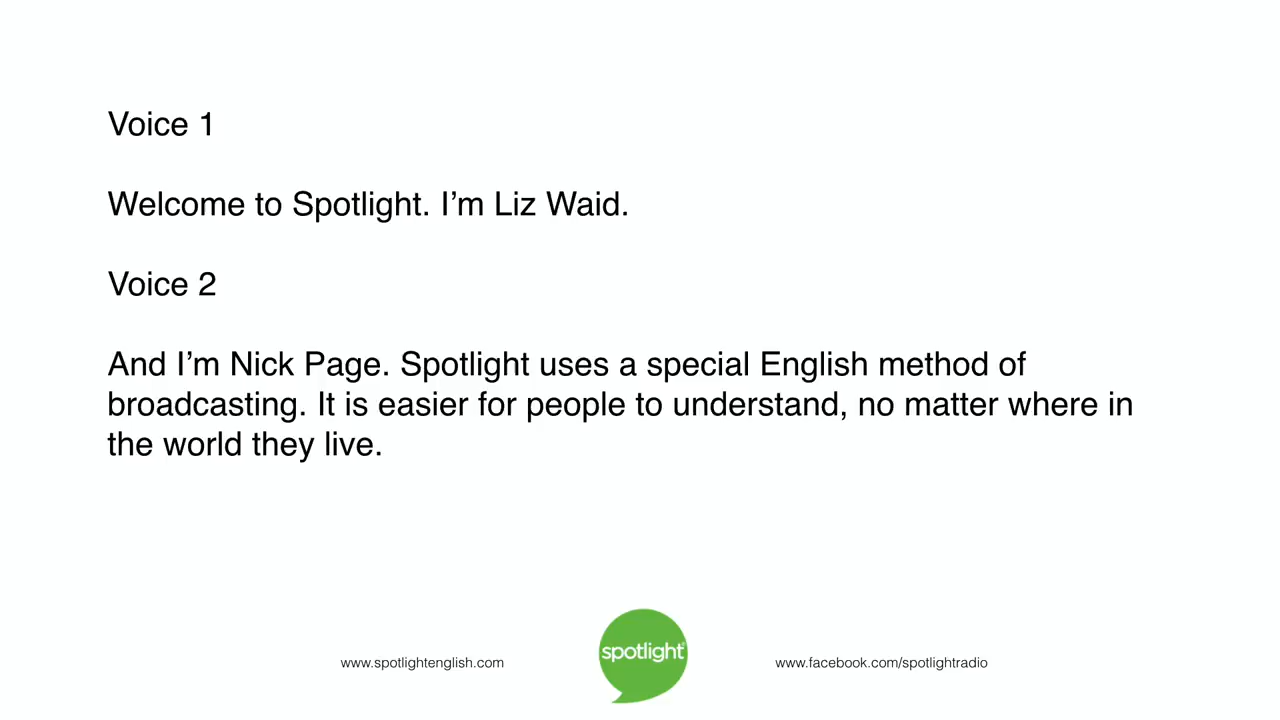 Voice 1
Welcome to Spotlight. I’m Liz Waid.
Voice 2
And I’m Nick Page. Spotlight uses a special English method of
broadcasting. It is easier for people to understand, no matter where in
the world they live.
www.spotlightenglish.com
spotlight
www.facebook.com/spotlightradio